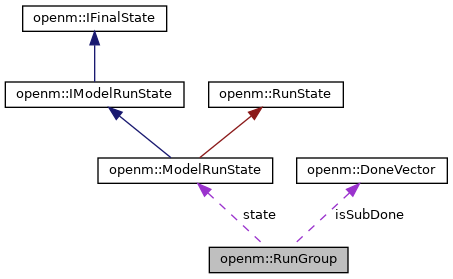 openm::IFinalState
openm::IModelRunState
openm::RunState
openm::ModelRunState
openm::DoneVector
state
isSubDone
openm::RunGroup